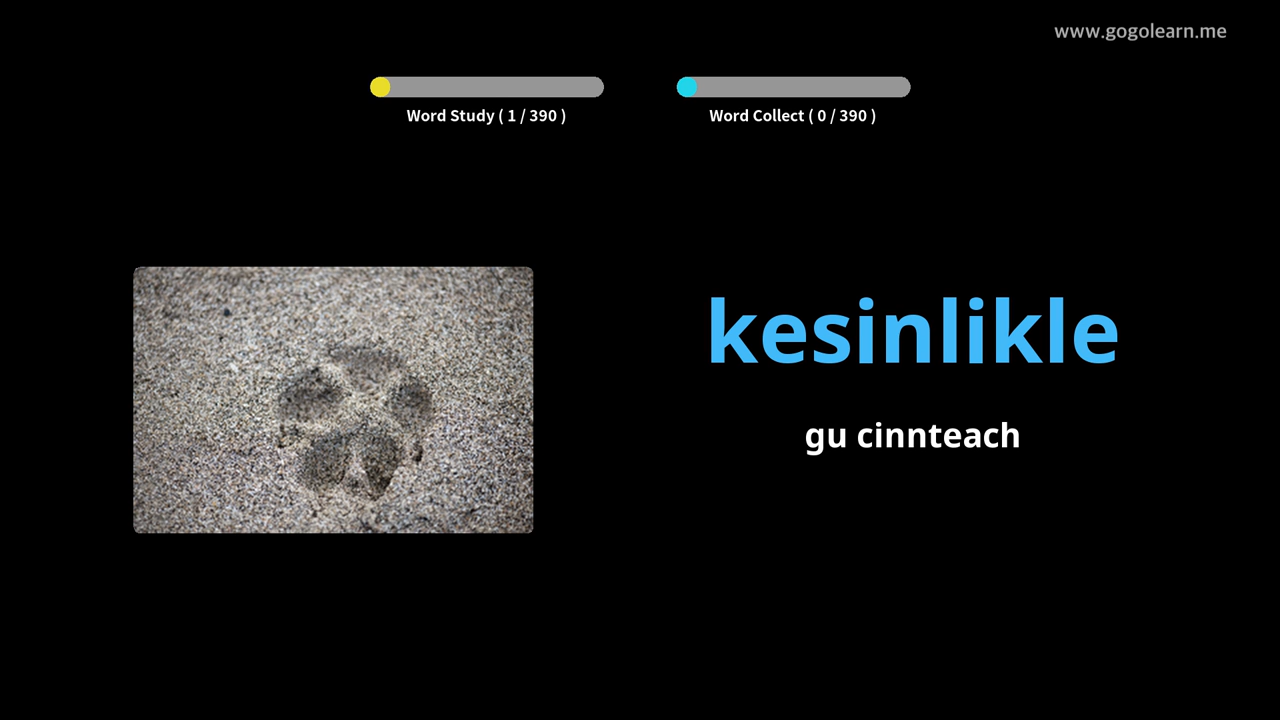 www.gogolearn.me
Word Study ( 1 / 390 )
Word Collect ( 0 / 390 )
kesinlikle
gu cinnteach